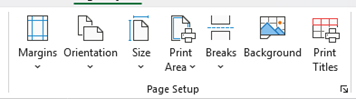 Margins Orientation Size Print Area Breaks Background Print Titles
Page Setup